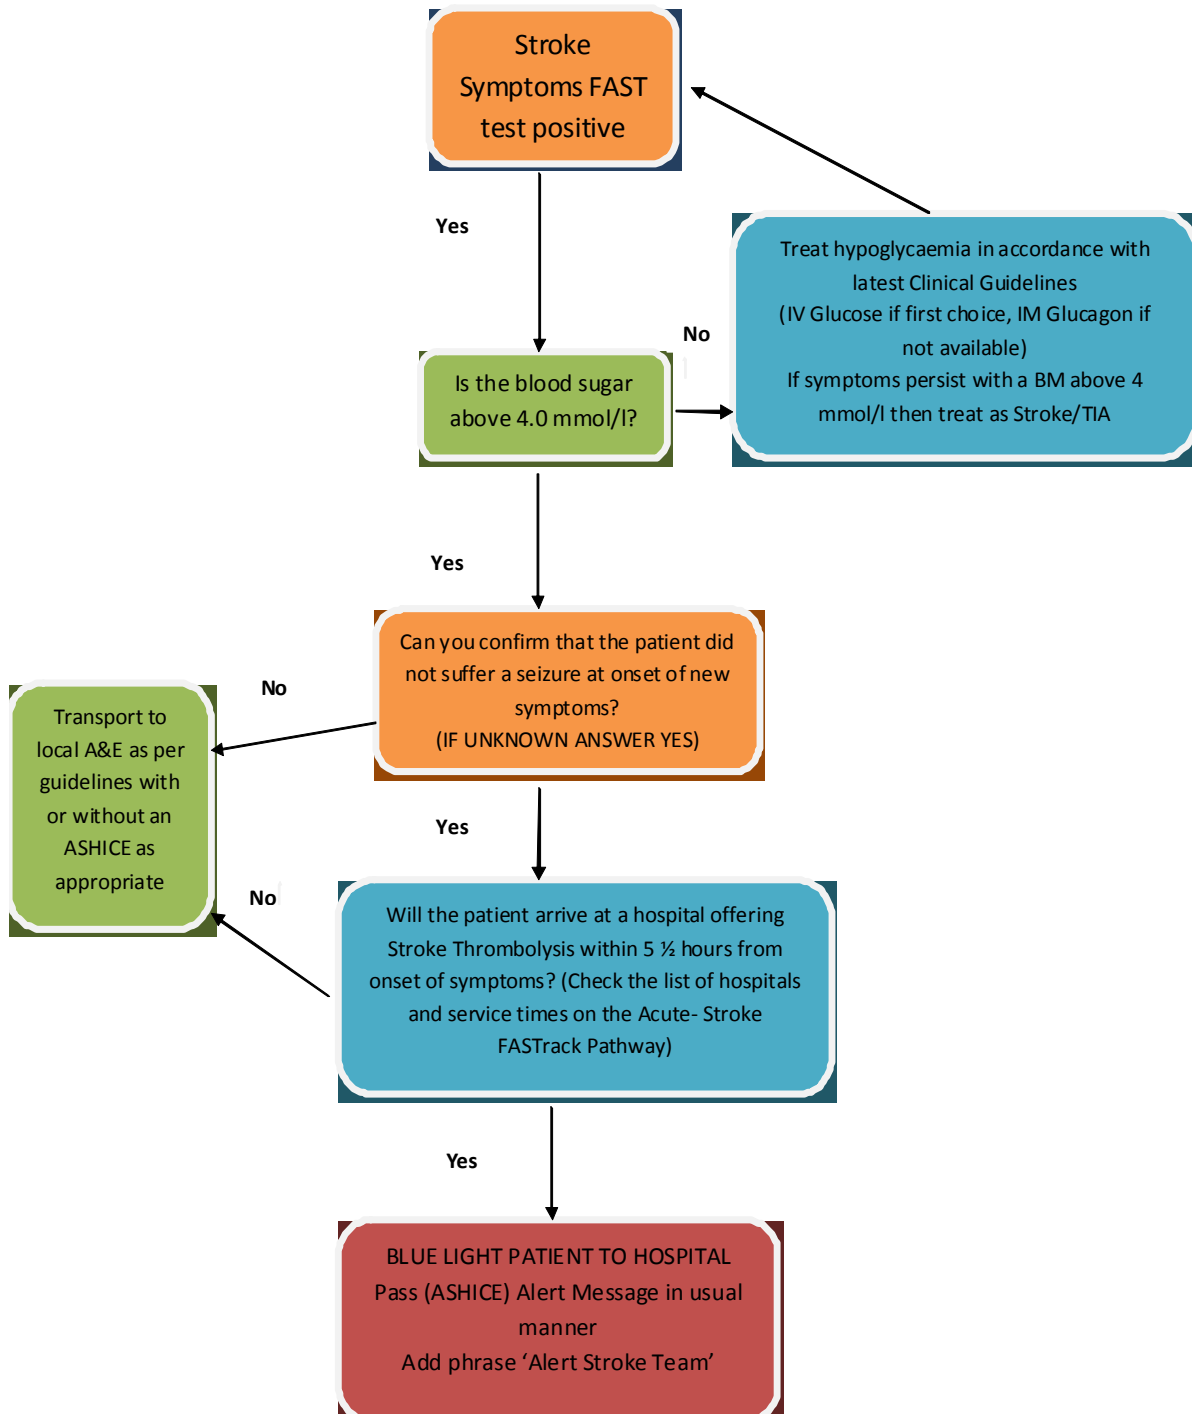 Stroke
Symptoms FAST
test positive
Yes
Treat hypoglycaemia in accordance with
latest Clinical Guidelines
(IV Glucose if first choice, IM Glucagon if
not available)
If symptoms persist with a BM above 4
mmol/l then treat as Stroke/TIA
No
Is the blood sugar
above 4.0 mmol/l?
Yes
Can you confirm that the patient did
not suffer a seizure at onset of new
symptoms?
(IF UNKNOWN ANSWER YES)
No
Transport to
local A&E as per
guidelines with
or without an
ASHICE as
appropriate
Yes
No
Will the patient arrive at a hospital offering
Stroke Thrombolysis within 5 ½ hours from
onset of symptoms? (Check the list of hospitals
and service times on the Acute- Stroke
FASTrack Pathway)
Yes
BLUE LIGHT PATIENT TO HOSPITAL
Pass (ASHICE) Alert Message in usual
manner
Add phrase ‘Alert Stroke Team’